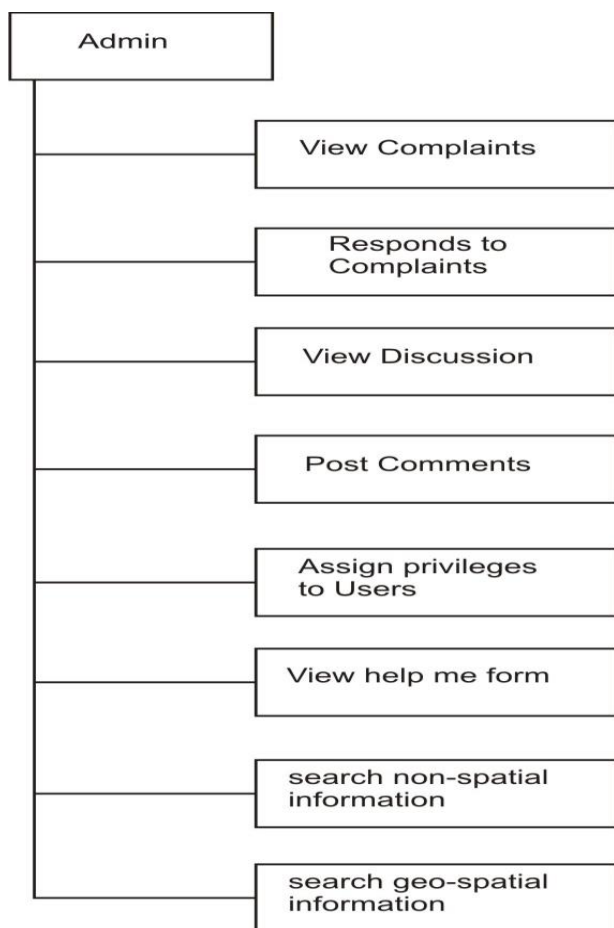 Admin
View Complaints
Responds to
Complaints
View Discussion
Post Comments
Assign privileges
to Users
View help me form
search non-spatial
information
search geo-spatial
information